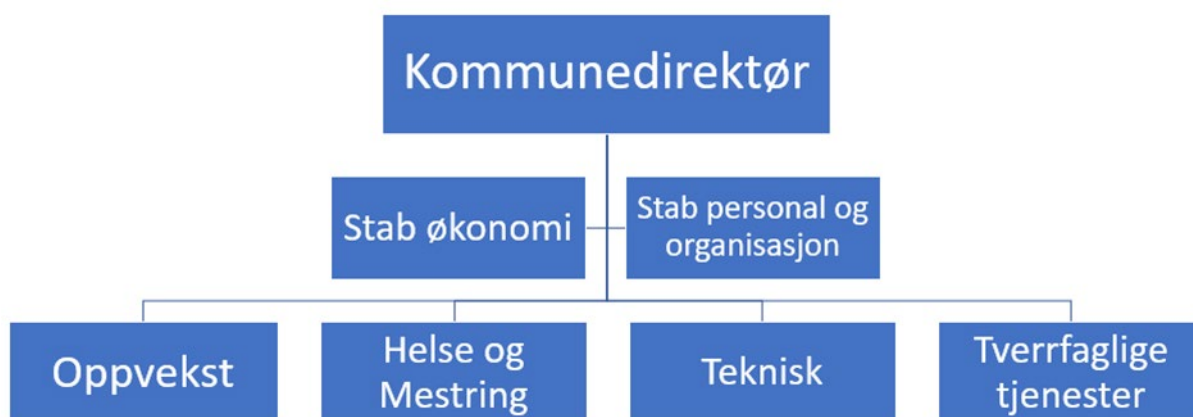 Kommunedirektør
Stab økonomi
Stab personal og
organisasjon
Oppvekst
Helse og
Mestring
Teknisk
Tverrfaglige
tjenester